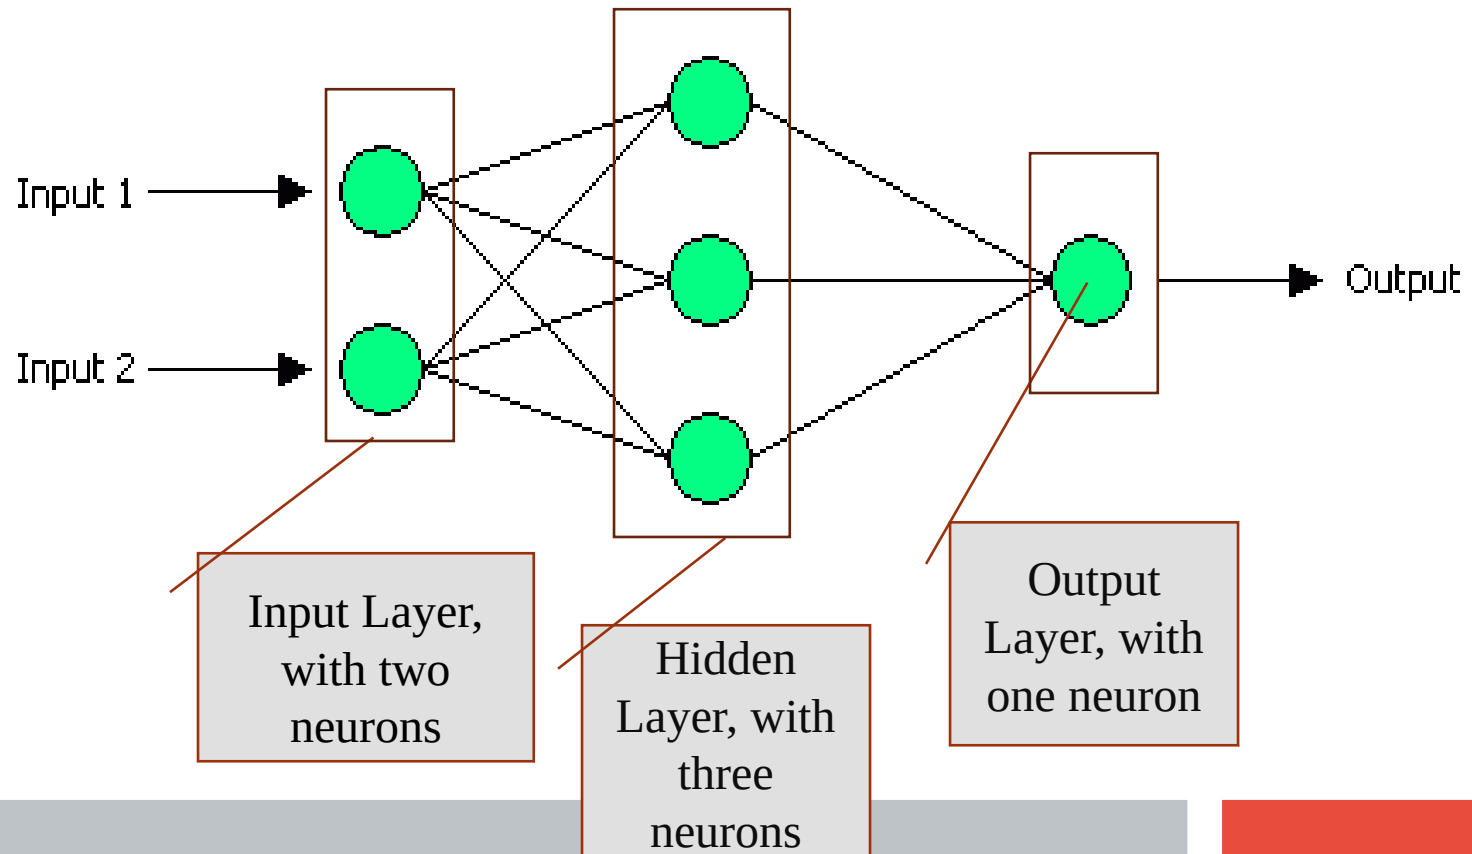 Input 1
Input 2
Output
Input Layer,
with two
neurons
Hidden
Layer, with
three
neurons
Output
Layer, with
one neuron